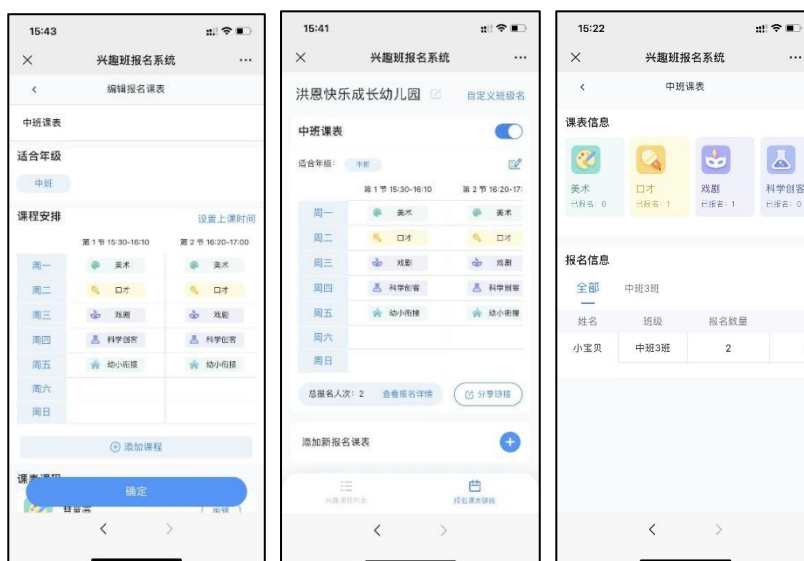 15:43
兴趣班报名系统
编辑报名课表
中班课表
适合年级
中班
课程安排
设置上课时间
第 1 节 15:30-16:10 第 2 节 16:20-17:00
周一 美术 美术
周二 口才 口才
周三 戏剧 戏剧
周四 科学创客 科学创客
周五 幼小衔接 幼小衔接
周六
周日
添加课程
确定
15:41
兴趣班报名系统
洪恩快乐成长幼儿园 自定义班级名
中班课表
适合年级: 中班
第 1 节 15:30-16:10 第 2 节 16:20-17:
周一 美术 美术
周二 口才 口才
周三 戏剧 戏剧
周四 科学创客 科学创客
周五 幼小衔接 幼小衔接
周六
周日
总报名人次: 2 查看报名详情 分享链接
添加新报名课表
报名课表链接
15:22
兴趣班报名系统
中班课表
课表信息
美术 口才 戏剧 科学创客
已报名: 0 已报名: 1 已报名: 1 已报名: 0
报名信息
全部 中班3班
姓名 班级 报名数量
小宝贝 中班3班 2